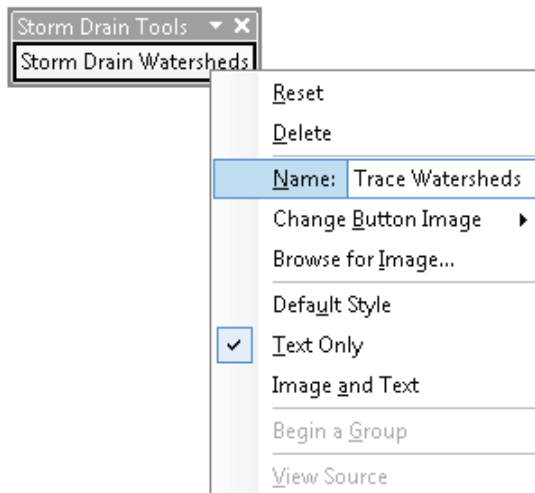 Storm Drain Tools
Storm Drain Watersheds
Reset
Delete
Name: Trace Watersheds
Change Button Image
Browse for Image...
Default Style
Text Only
Image and Text
Begin a Group
View Source